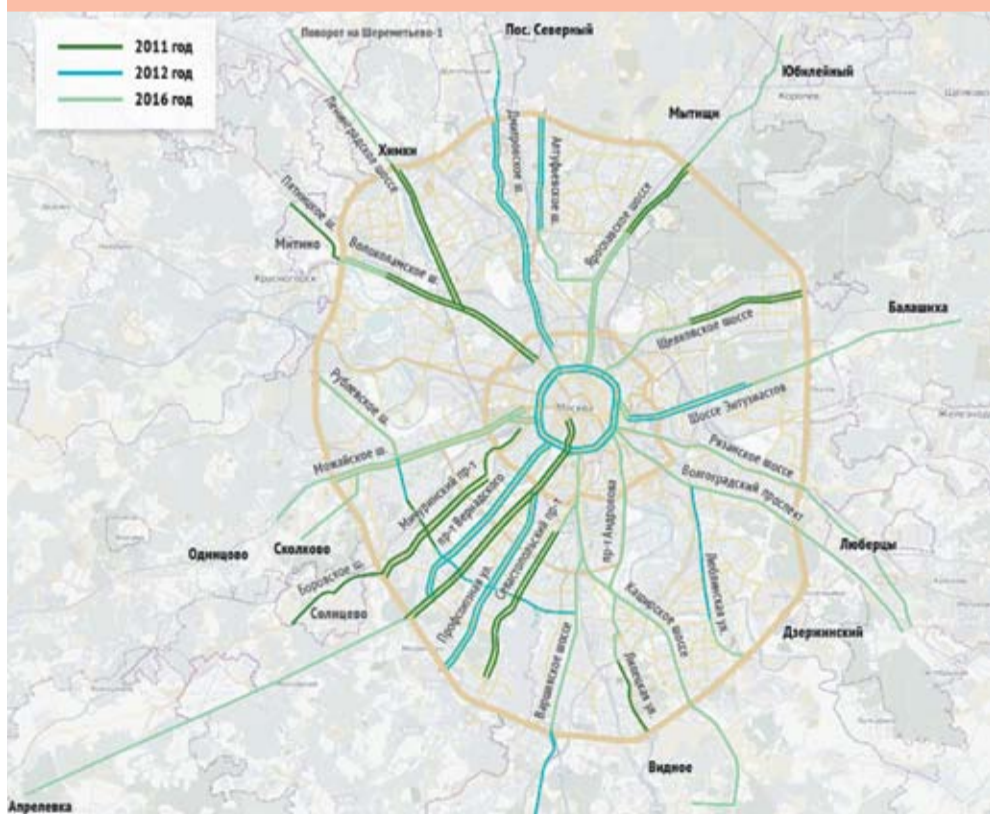 2011 год
2012 год
2016 год
Поворот на Шереметьево-1
Пос. Северный
Юбилейный
Королев
Мытищи
Химки
Ленинградское шоссе
Дмитровское ш.
Алтуфьевское ш.
Ярославское шоссе
Пятницкое ш.
Митино
Волоколамское ш.
Красногорск
Щелковское шоссе
Балашиха
Шоссе Энтузиастов
Москва
Рублевское ш.
Можайское ш.
Рязанское шоссе
Волгоградский проспект
Мичуринский пр-т
пр-т Вернадского
Севастопольский пр-т
пр-т Андропова
Одинцово
Сколково
Люберцы
Боровское ш.
Солнцево
Профсоюзная ул.
Люблинская ул.
Каширское шоссе
Дзержинский
Варшавское шоссе
Липецкая ул.
Видное
Апрелевка